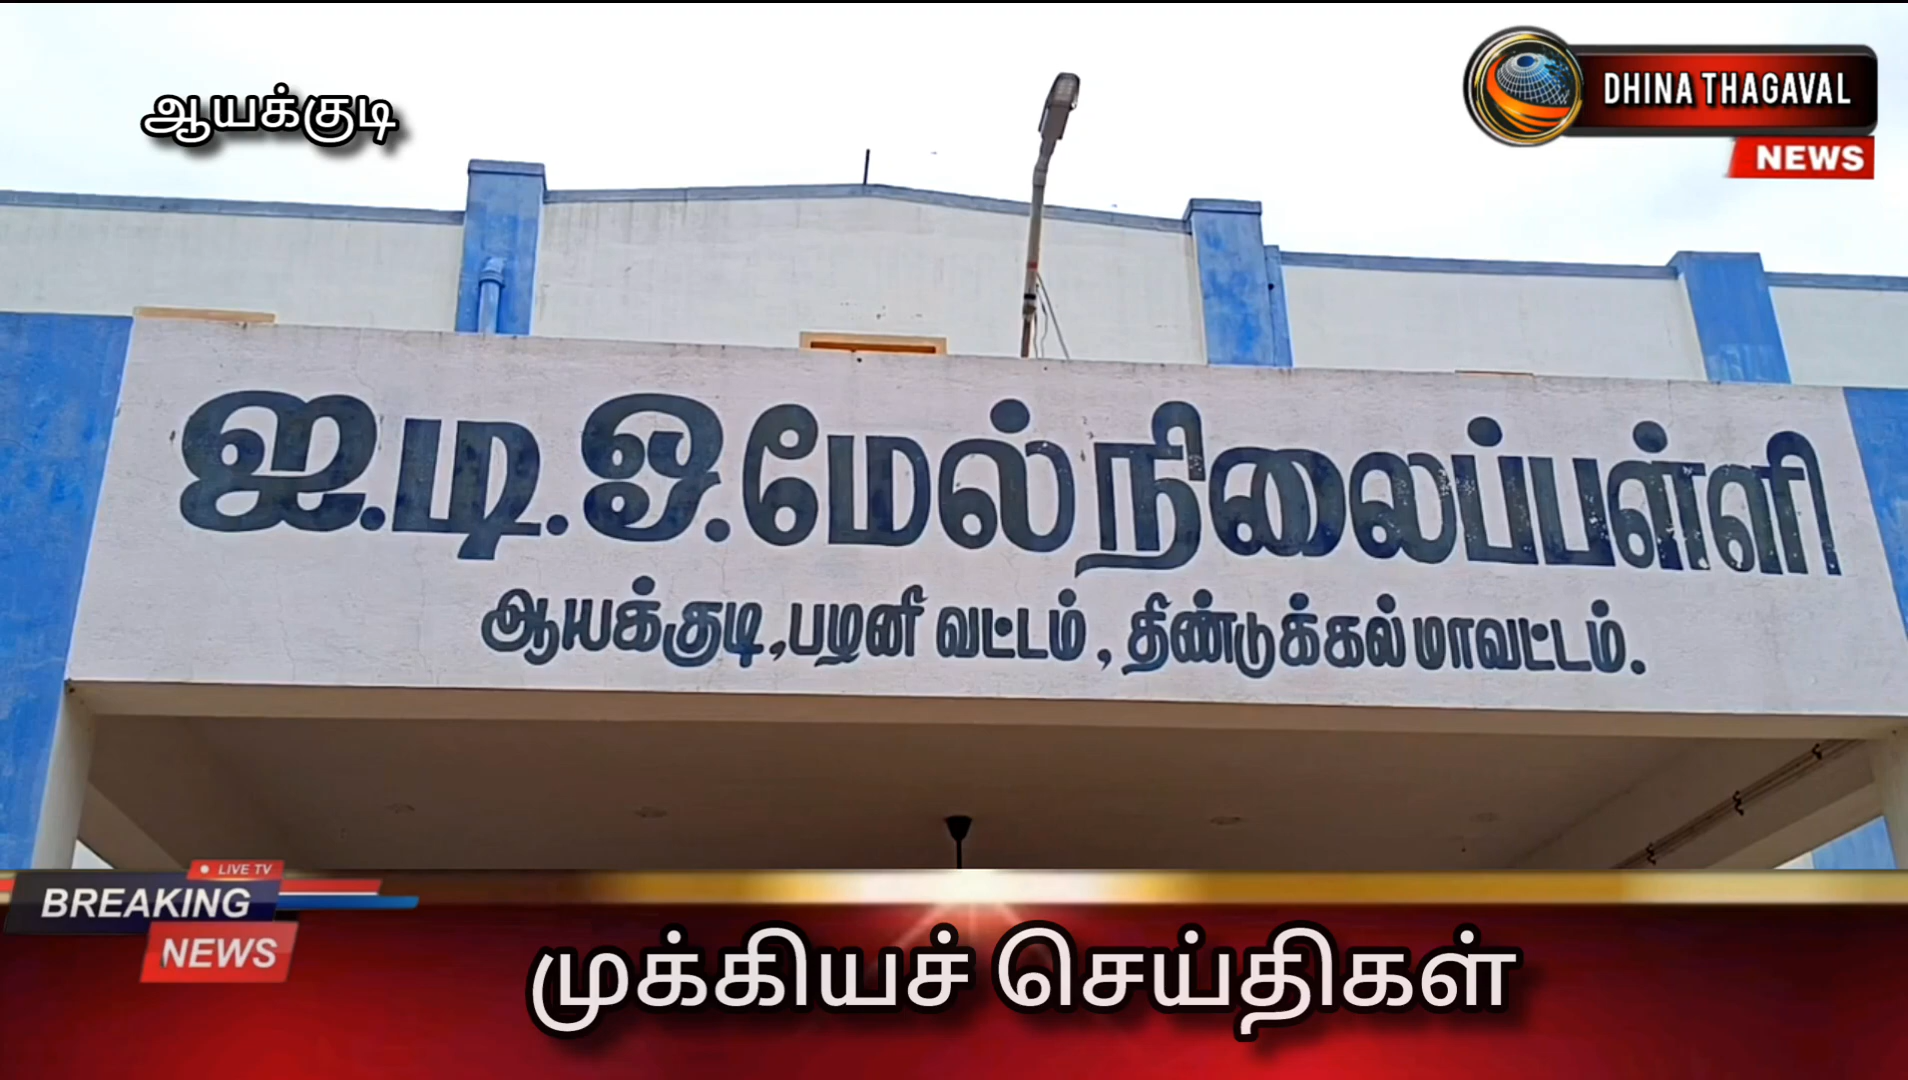 ஆயக்குடி
DHINA THAGAVAL
NEWS
ஐ.டி.ஓ.மேல்நிலைப்பள்ளி
ஆயக்குடி,பழனி வட்டம், திண்டுக்கல் மாவட்டம்.
LIVE TV
BREAKING
NEWS
முக்கியச் செய்திகள்